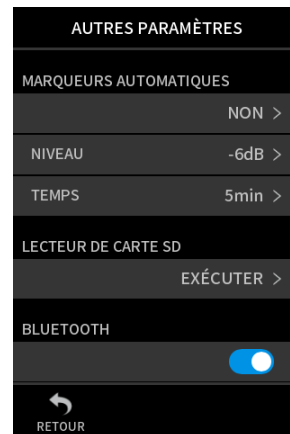 AUTRES PARAMÈTRES
MARQUEURS AUTOMATIQUES
NON >
NIVEAU -6dB >
TEMPS 5min >
LECTEUR DE CARTE SD
EXÉCUTER >
BLUETOOTH
RETOUR